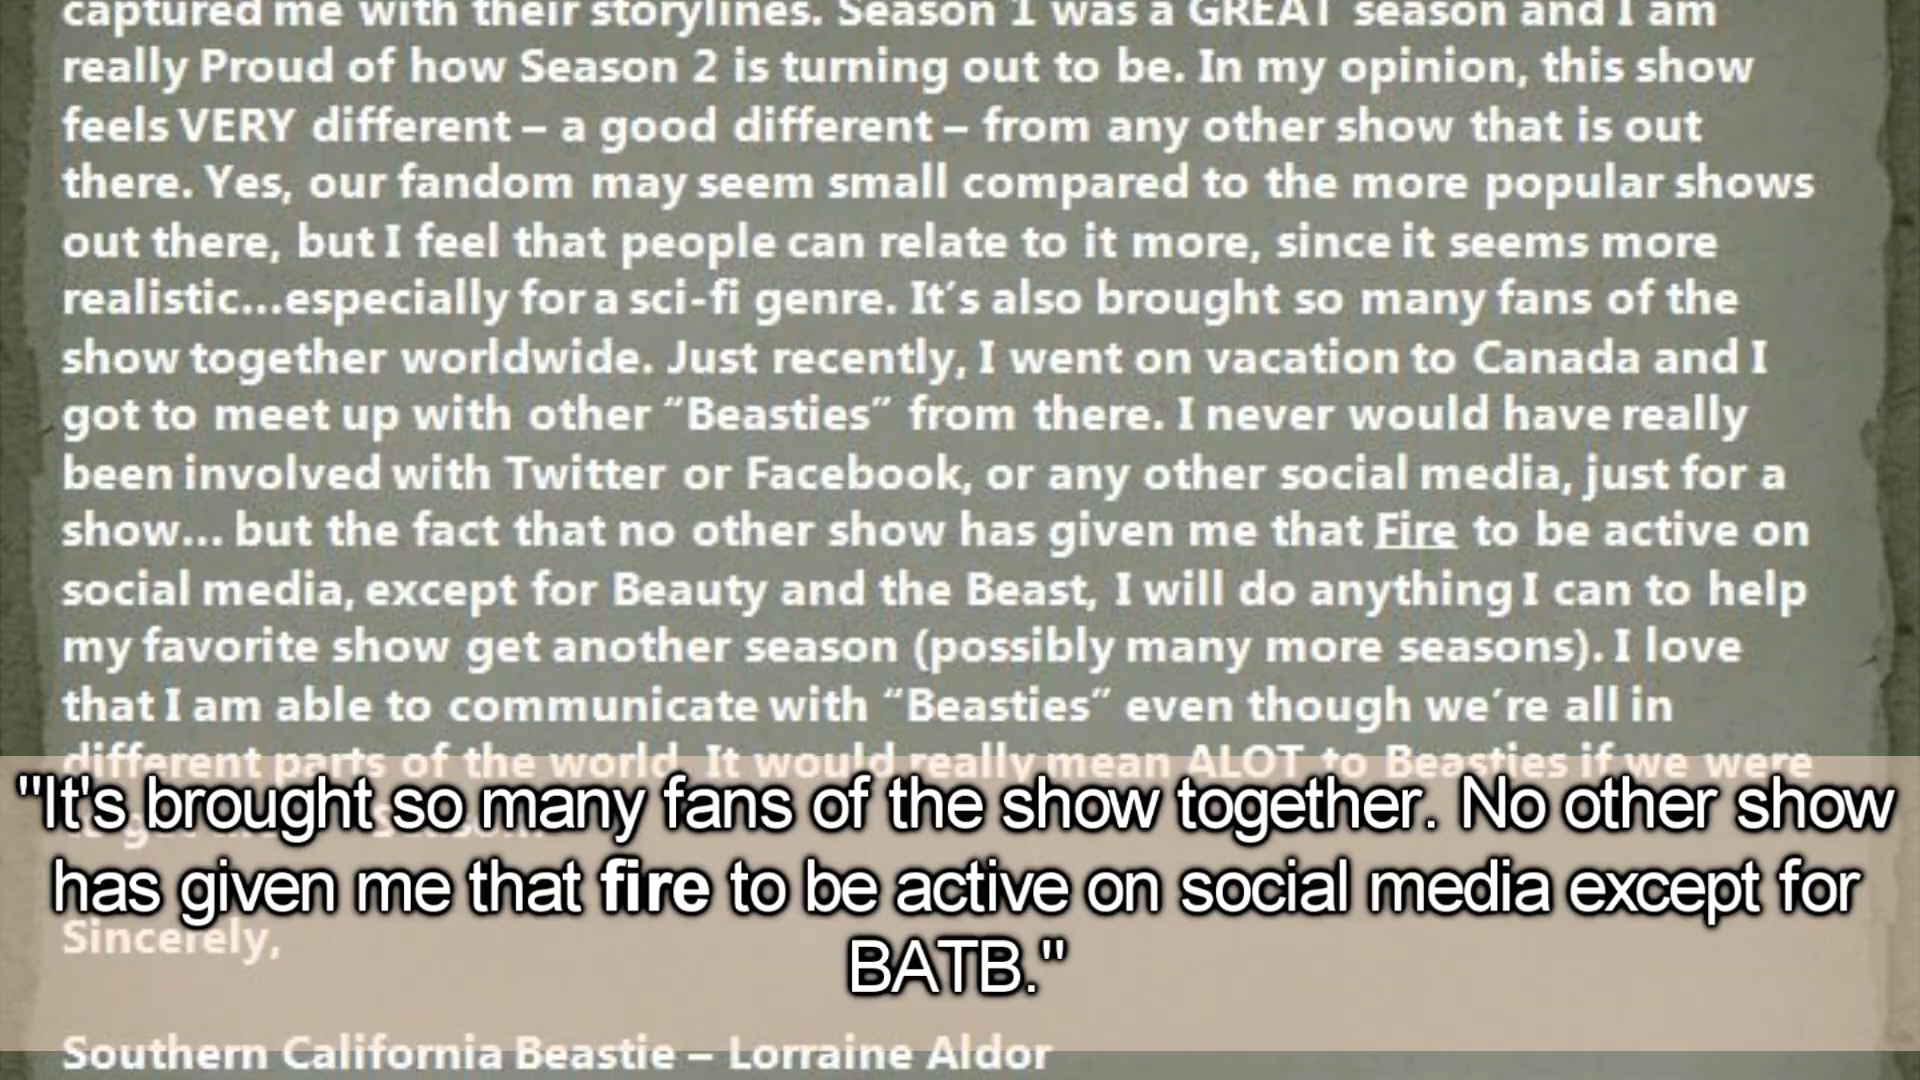 captured me with their storylines. Season 1 was a GREAT season and I am
really Proud of how Season 2 is turning out to be. In my opinion, this show
feels VERY different – a good different – from any other show that is out
there. Yes, our fandom may seem small compared to the more popular shows
out there, but I feel that people can relate to it more, since it seems more
realistic...especially for a sci-fi genre. It's also brought so many fans of the
show together worldwide. Just recently, I went on vacation to Canada and I
got to meet up with other “Beasties” from there. I never would have really
been involved with Twitter or Facebook, or any other social media, just for a
show... but the fact that no other show has given me that Fire to be active on
social media, except for Beauty and the Beast, I will do anything I can to help
my favorite show get another season (possibly many more seasons). I love
that I am able to communicate with “Beasties” even though we're all in
different parts of the world. It would really mean ALOT to Beasties if we were
"It's brought so many fans of the show together. No other show
has given me that fire to be active on social media except for
BATB."
Sincerely,
Southern California Beastie – Lorraine Aldor